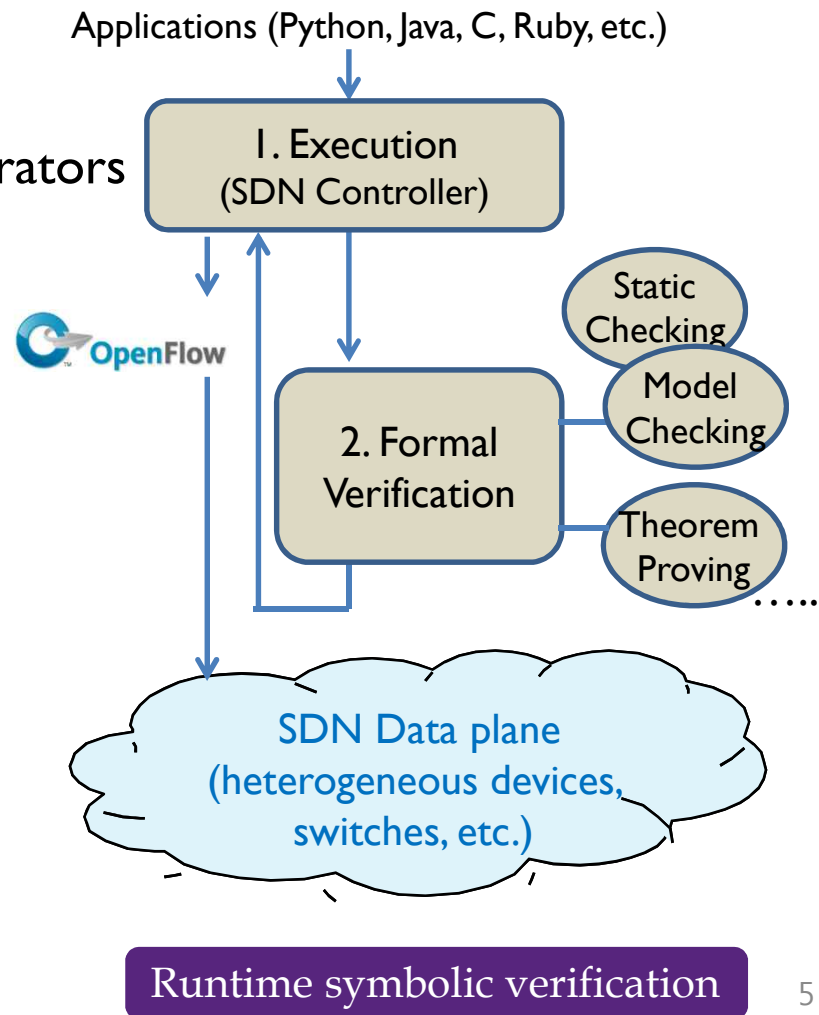 Applications (Python, Java, C, Ruby, etc.)
rators
1. Execution
(SDN Controller)
OpenFlow
TM
Static
Checking
Model
Checking
2. Formal
Verification
Theorem
Proving
.....
SDN Data plane
(heterogeneous devices,
switches, etc.)
Runtime symbolic verification
5